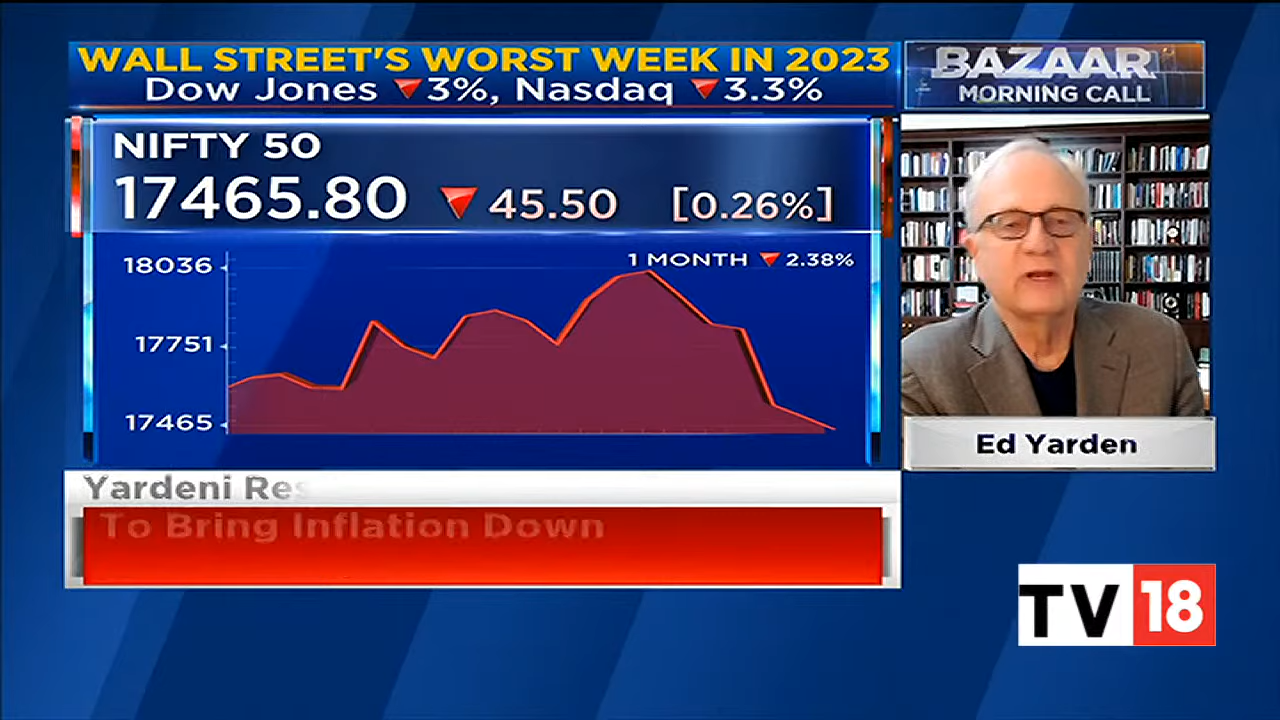 WALL STREET'S WORST WEEK IN 2023
Dow Jones ▼3%, Nasdaq ▼3.3%
BAZAAR
MORNING CALL
NIFTY 50
17465.80 ▼ 45.50 [0.26%]
1 MONTH ▼ 2.38%
18036
17751
17465
Ed Yarden
Yardeni Res
To Bring Inflation Down
TV18